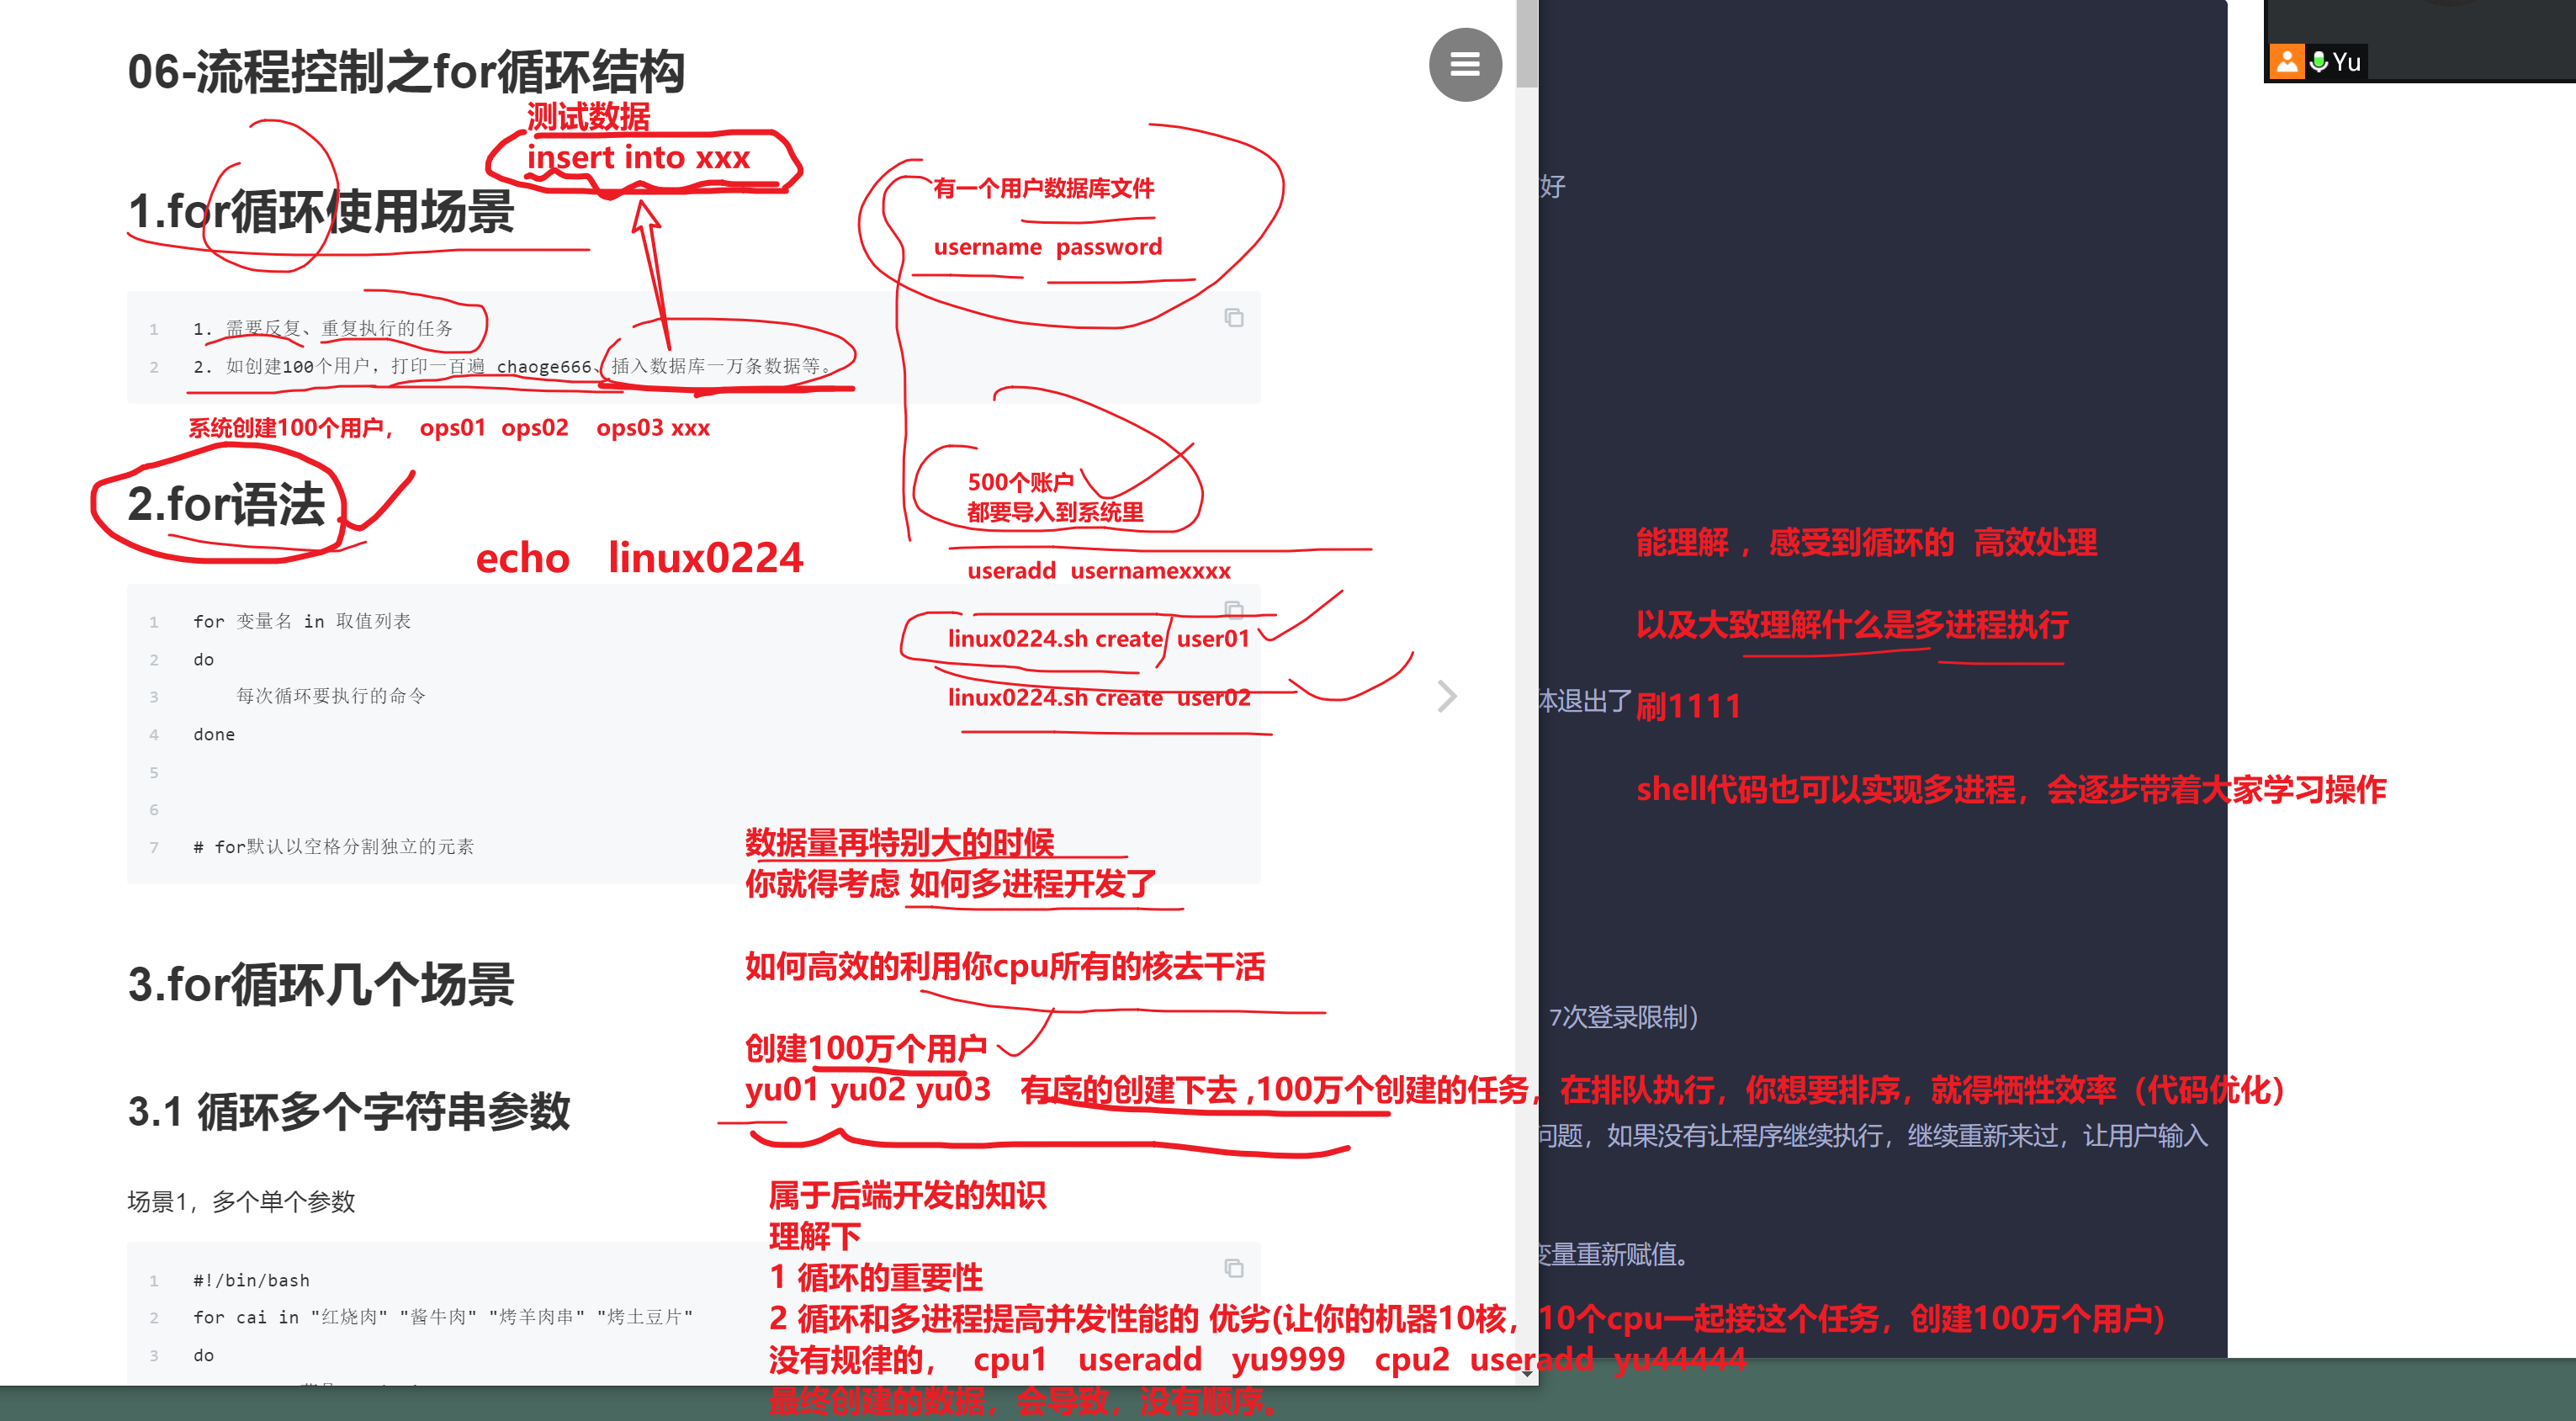 06-流程控制之for循环结构
测试数据
insert into xxx
1.for循环使用场景
有一个用户数据库文件
username password
1 1. 需要反复、重复执行的任务
2 2. 如创建100个用户，打印一百遍 chaoge666、插入数据库一万条数据等。
系统创建100个用户， ops01 ops02 ops03 xxx
2.for语法
500个账户
都要导入到系统里
echo linux0224
useradd usernamexxxx
linux0224.sh create user01
linux0224.sh create user02
1 for 变量名 in 取值列表
2 do
3 每次循环要执行的命令
4 done
5
6
7 # for默认以空格分割独立的元素
数据量再特别大的时候
你就得考虑 如何多进程开发了
如何高效的利用你cpu所有的核去干活
3.for循环几个场景
创建100万个用户
yu01 yu02 yu03 有序的创建下去 ,100万个创建的任务，在排队执行，你想要排序，就得牺牲效率（代码优化）
3.1 循环多个字符串参数
场景1，多个单个参数
属于后端开发的知识
理解下
1 循环的重要性
2 循环和多进程提高并发性能的 优劣(让你的机器10核，10个cpu一起接这个任务，创建100万个用户)
没有规律的， cpu1 useradd yu9999 cpu2 useradd yu44444
最终创建的数据，会导致，没有顺序。
1 #!/bin/bash
2 for cai in "红烧肉" "酱牛肉" "烤羊肉串" "烤土豆片"
3 do
Yu
好
能理解 ，感受到循环的 高效处理
以及大致理解什么是多进程执行
体退出了
刷1111
shell代码也可以实现多进程，会逐步带着大家学习操作
7次登录限制）
问题，如果没有让程序继续执行，继续重新来过，让用户输入
变量重新赋值。